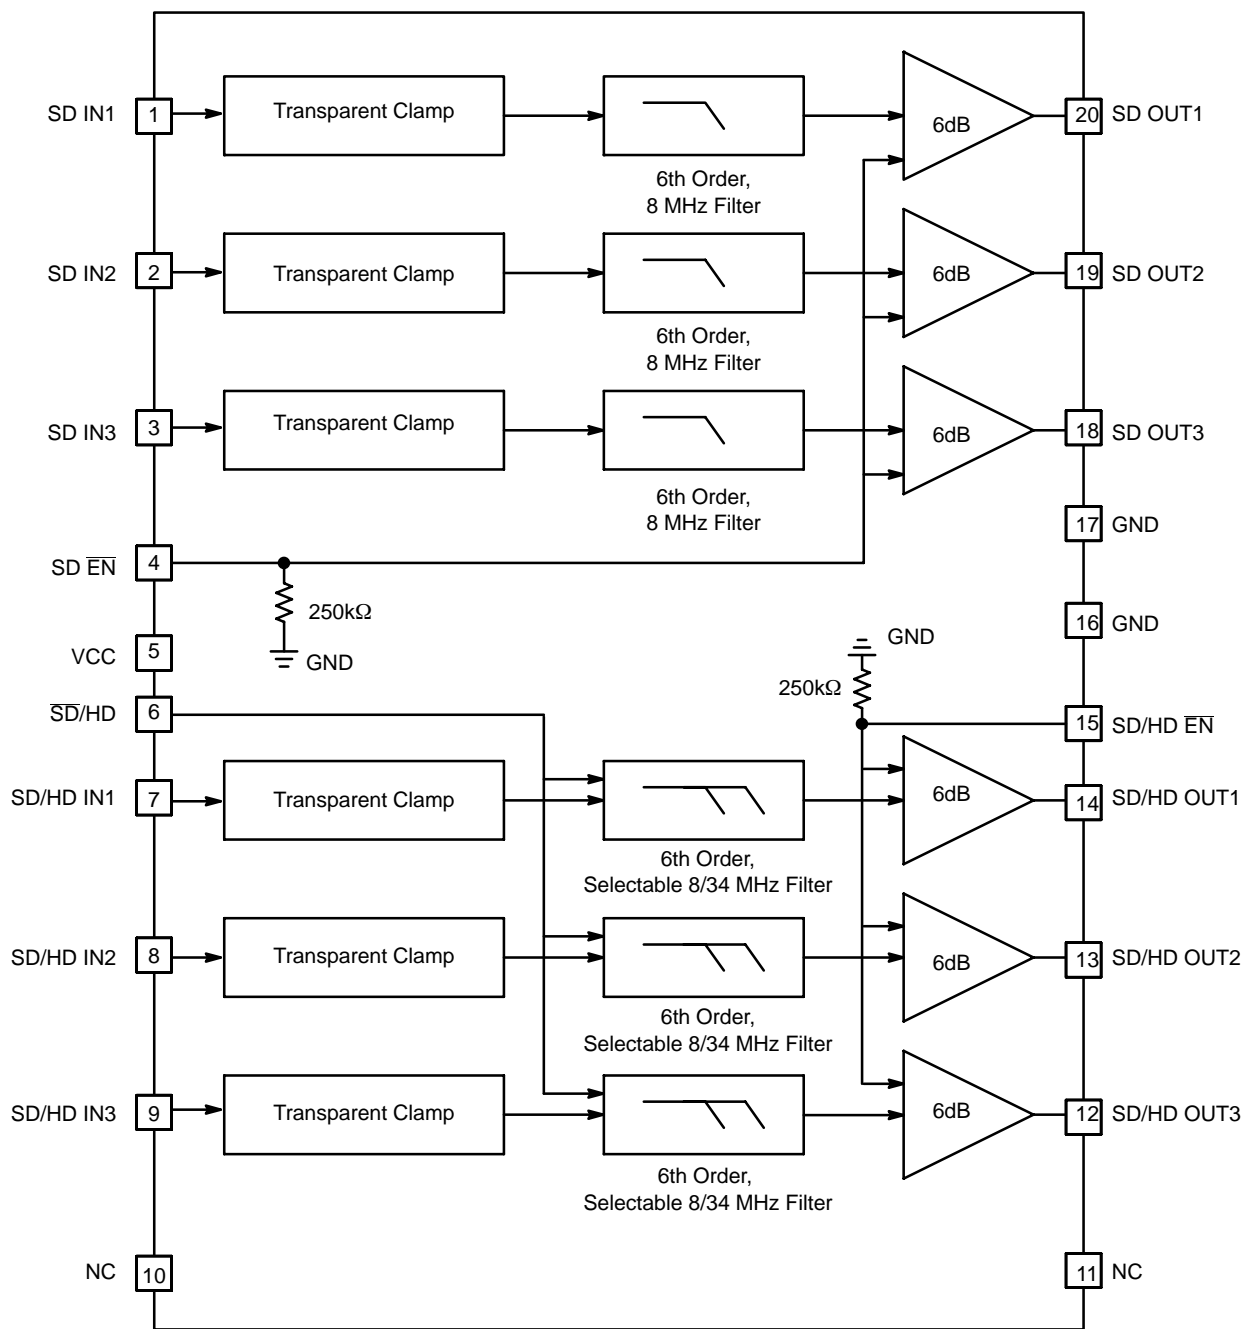 SD IN1
1
Transparent Clamp
6dB
20
SD OUT1
6th Order,
8 MHz Filter
SD IN2
2
Transparent Clamp
6dB
19
SD OUT2
6th Order,
8 MHz Filter
SD IN3
3
Transparent Clamp
6dB
18
SD OUT3
6th Order,
8 MHz Filter
17
GND
SD E̅N̅
4
250kΩ
GND
16
GND
VCC
5
GND
250kΩ
S̅D̅/HD
6
15
SD/HD E̅N̅
SD/HD IN1
7
Transparent Clamp
6dB
14
SD/HD OUT1
6th Order,
Selectable 8/34 MHz Filter
SD/HD IN2
8
Transparent Clamp
6dB
13
SD/HD OUT2
6th Order,
Selectable 8/34 MHz Filter
SD/HD IN3
9
Transparent Clamp
6dB
12
SD/HD OUT3
6th Order,
Selectable 8/34 MHz Filter
NC
10
11
NC